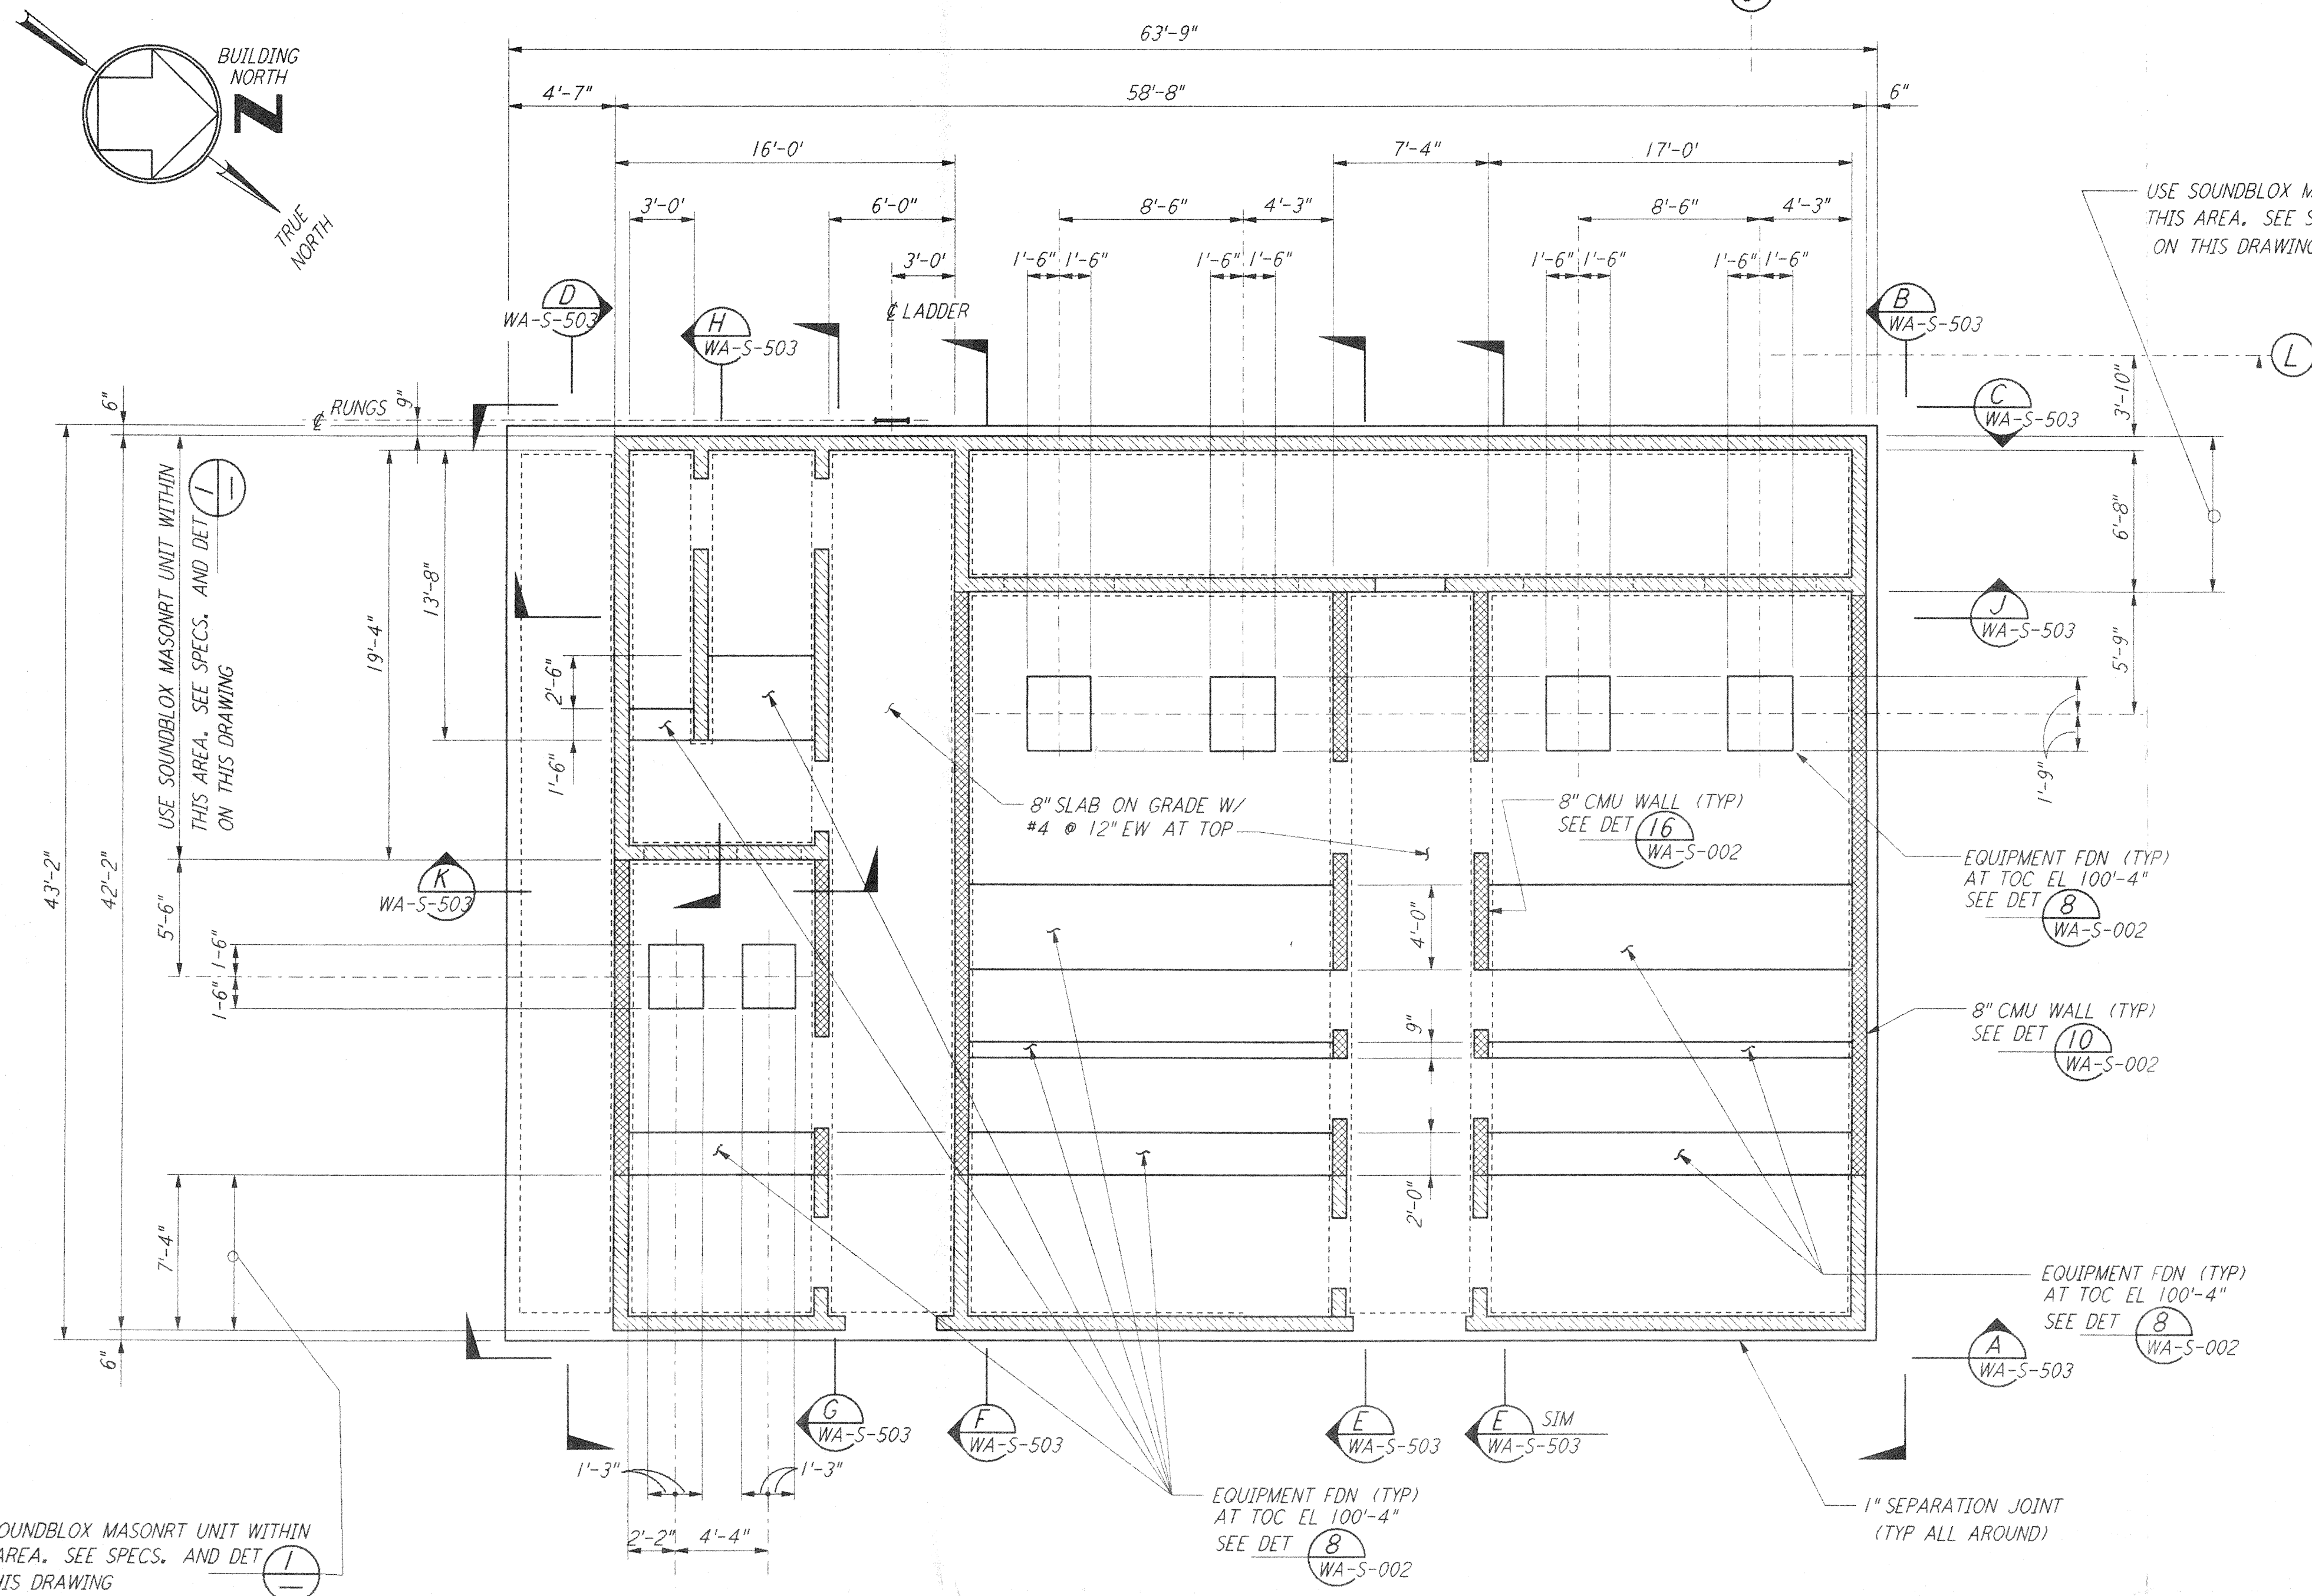 63'-9"
BUILDING
NORTH
N
TRUE
NORTH
4'-7"
58'-8"
6"
16'-0'
7'-4"
17'-0'
3'-0'
6'-0"
8'-6"
4'-3"
8'-6"
4'-3"
3'-0'
1'-6"
1'-6"
1'-6"
1'-6"
1'-6"
1'-6"
1'-6"
1'-6"
USE SOUNDBLOX M
THIS AREA. SEE S
ON THIS DRAWING
D
WA-S-503
H
WA-S-503
℄ LADDER
B
WA-S-503
L
C
WA-S-503
3'-10"
℄ RUNGS
9"
6"
USE SOUNDBLOX MASONRT UNIT WITHIN
THIS AREA. SEE SPECS. AND DET 1
ON THIS DRAWING
43'-2"
42'-2"
19'-4"
13'-8"
2'-6"
1'-6"
6'-8"
J
WA-S-503
5'-9"
1'-9"
8" SLAB ON GRADE W/
#4 @ 12" EW AT TOP
8" CMU WALL (TYP)
SEE DET 16
WA-S-002
EQUIPMENT FDN (TYP)
AT TOC EL 100'-4"
SEE DET 8
WA-S-002
K
WA-S-503
5'-6"
1-6"
1-6"
4'-0"
9"
2'-0"
8" CMU WALL (TYP)
SEE DET 10
WA-S-002
7'-4"
6"
EQUIPMENT FDN (TYP)
AT TOC EL 100'-4"
SEE DET 8
WA-S-002
A
WA-S-503
G
WA-S-503
F
WA-S-503
E
WA-S-503
E SIM
WA-S-503
1'-3"
1'-3"
2'-2"
4'-4"
EQUIPMENT FDN (TYP)
AT TOC EL 100'-4"
SEE DET 8
WA-S-002
1" SEPARATION JOINT
(TYP ALL AROUND)
OUNDBLOX MASONRT UNIT WITHIN
AREA. SEE SPECS. AND DET 1
HIS DRAWING